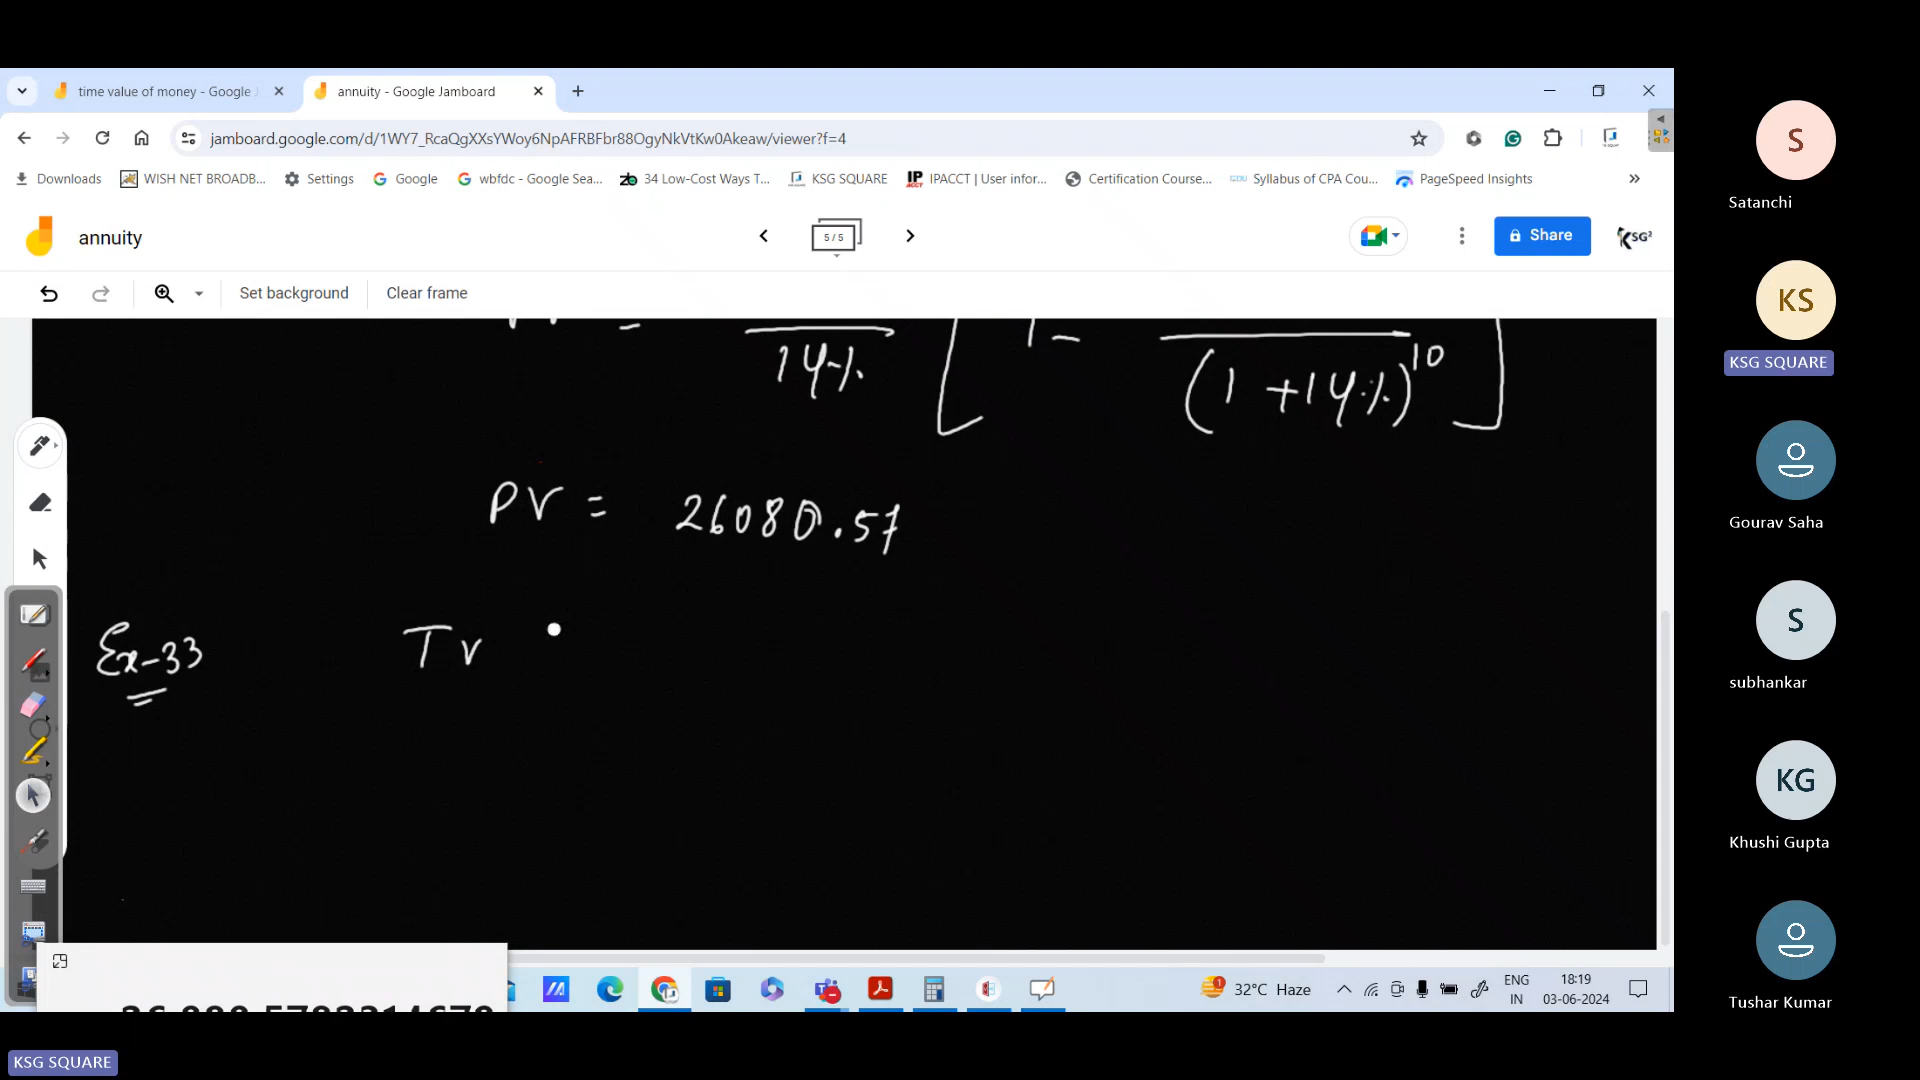 time value of money - Google J
annuity - Google Jamboard
jamboard.google.com/d/1WY7_RcaQgXXsYWoy6NpAFRBFbr88OgyNkVtKw0Akeaw/viewer?f=4
Downloads WISH NET BROADB... Settings Google wbfdc - Google Sea... 34 Low-Cost Ways T... KSG SQUARE IPACCT | User infor... Certification Course... Syllabus of CPA Cou... PageSpeed Insights »
annuity
5 / 5
Share
KSG²
Set background Clear frame
14% [ 1 - (1 + 14%)^10 ]
PV = 26080.57
Ex-33 TV
32°C Haze
ENG
IN
18:19
03-06-2024
S
Satanchi
KS
KSG SQUARE
Gourav Saha
S
subhankar
KG
Khushi Gupta
Tushar Kumar
KSG SQUARE